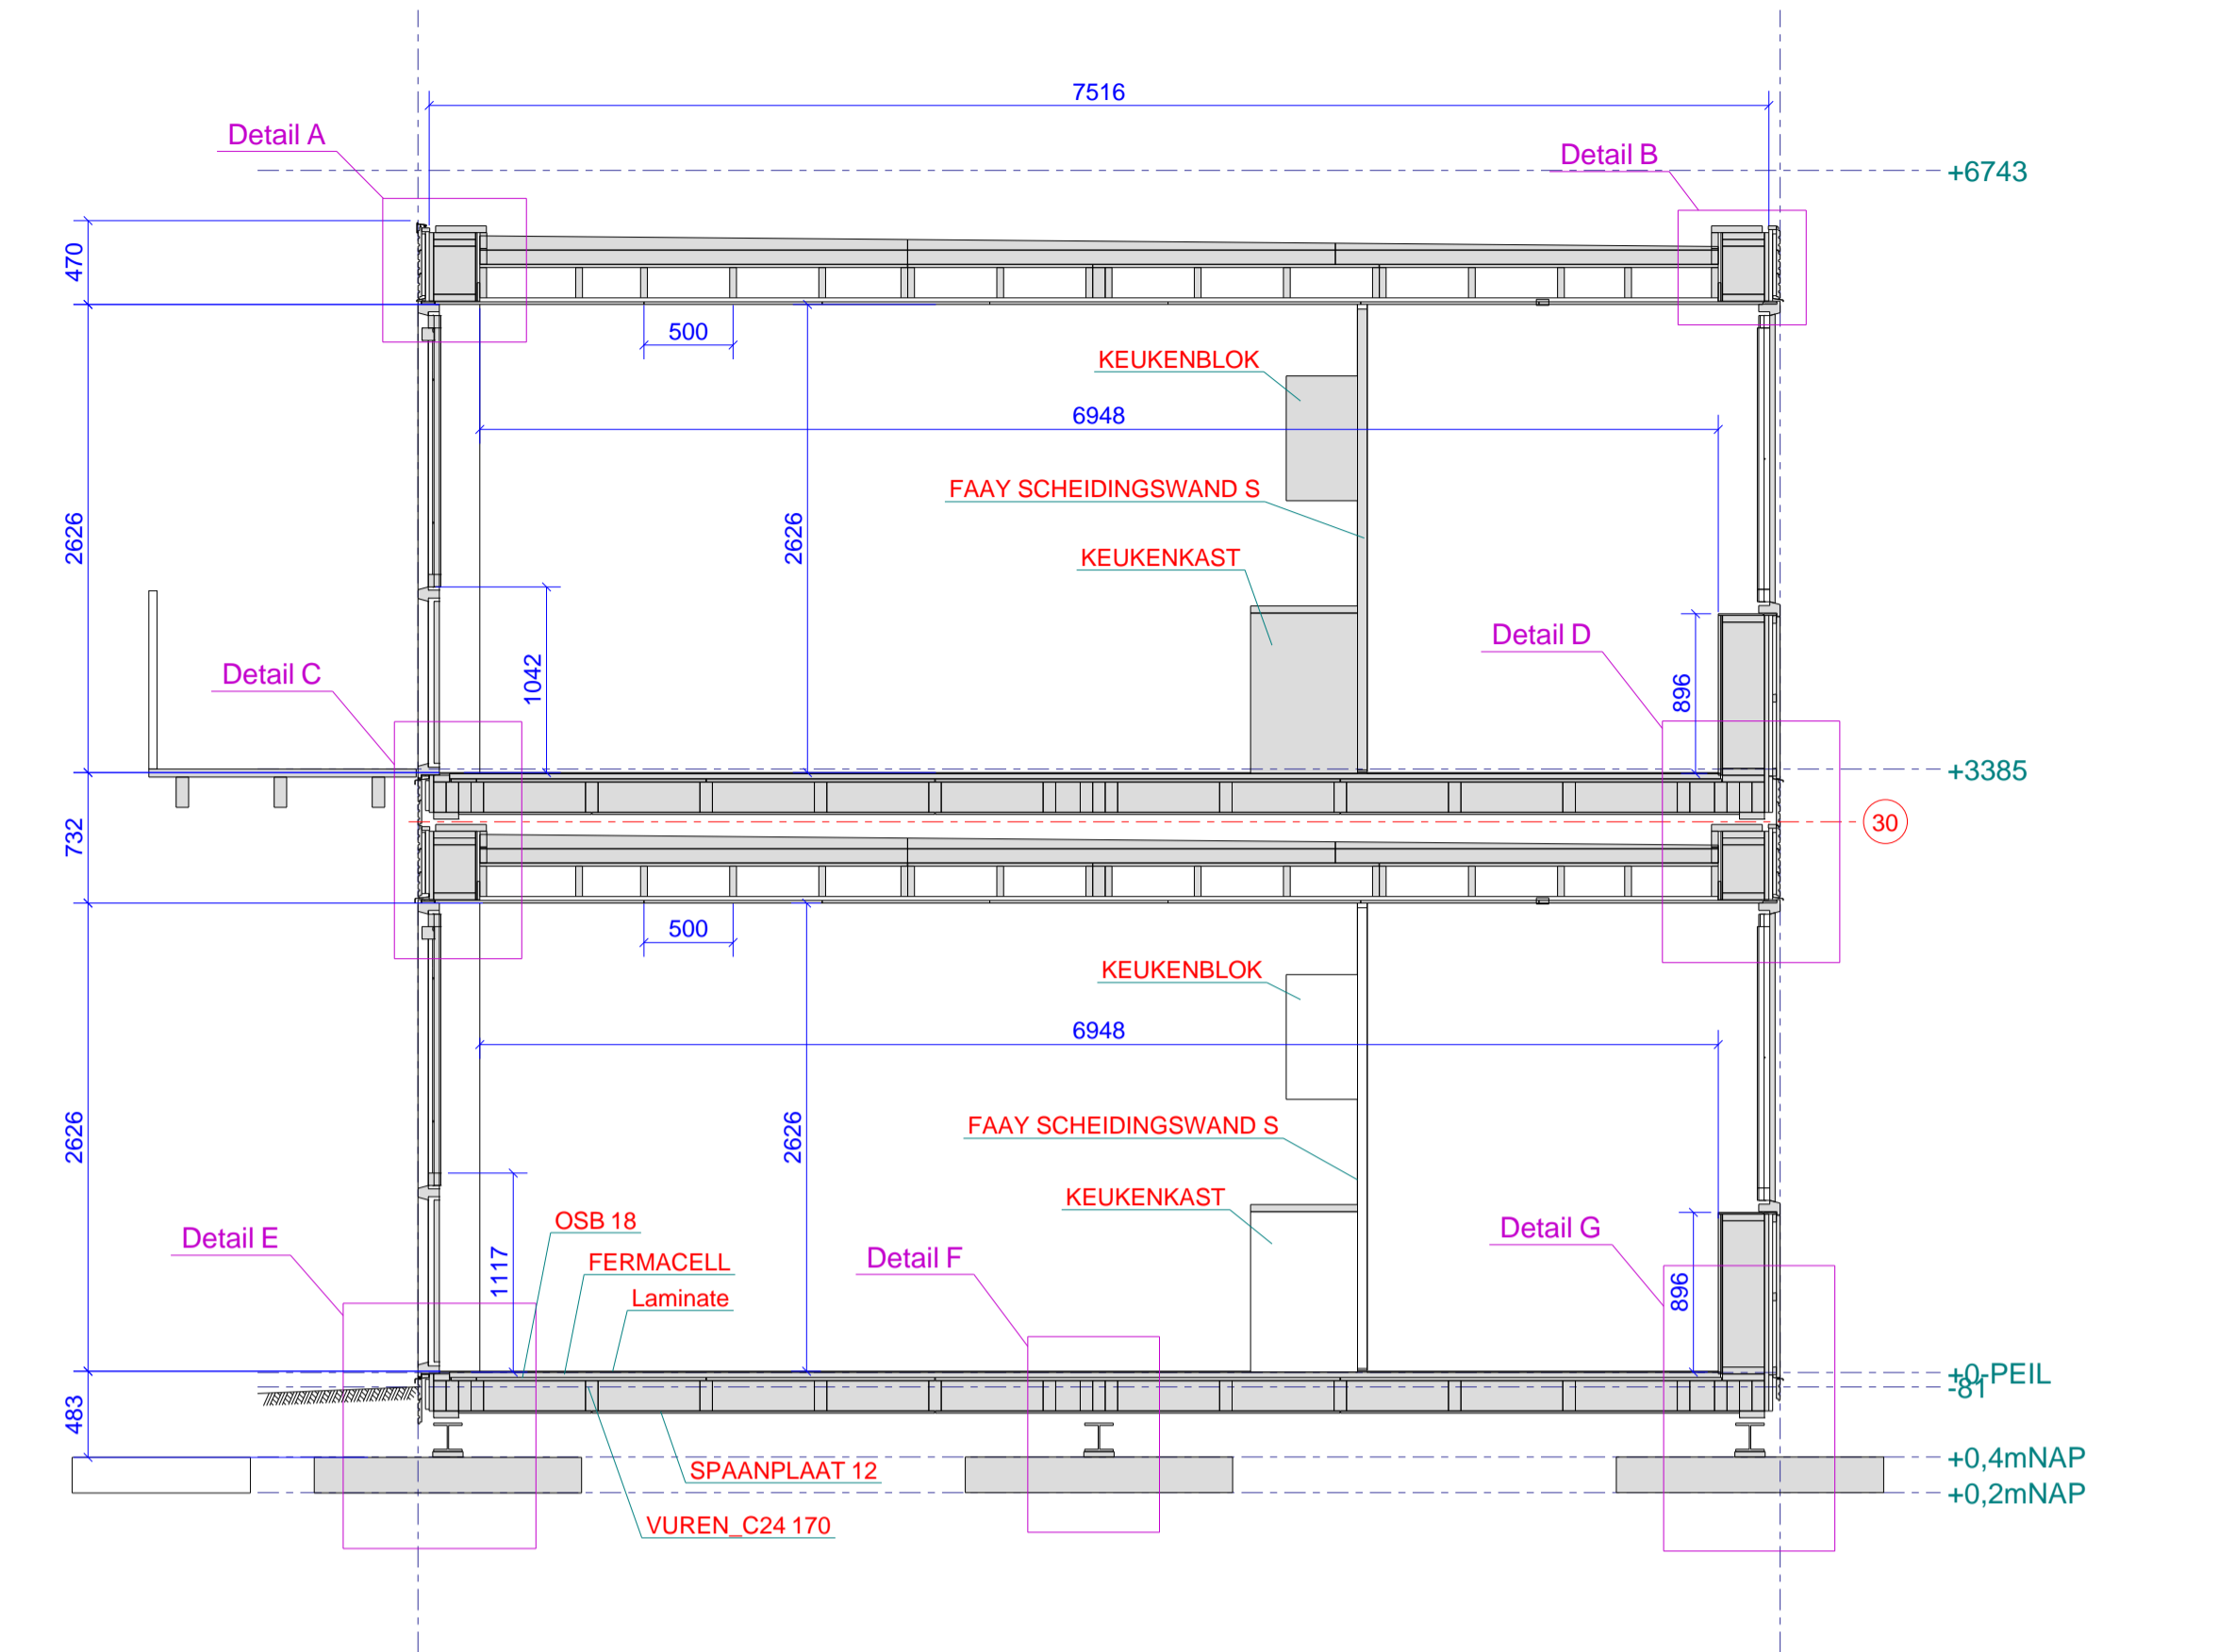 7516
Detail A
Detail B
+6743
470
500
KEUKENBLOK
6948
FAAY SCHEIDINGSWAND S
2626
2626
KEUKENKAST
Detail D
Detail C
1042
896
+3385
732
30
500
KEUKENBLOK
6948
2626
2626
FAAY SCHEIDINGSWAND S
KEUKENKAST
OSB 18
Detail E
Detail F
Detail G
FERMACELL
1117
Laminate
896
+0-PEIL
-81
483
+0,4mNAP
SPAANPLAAT 12
+0,2mNAP
VUREN_C24 170